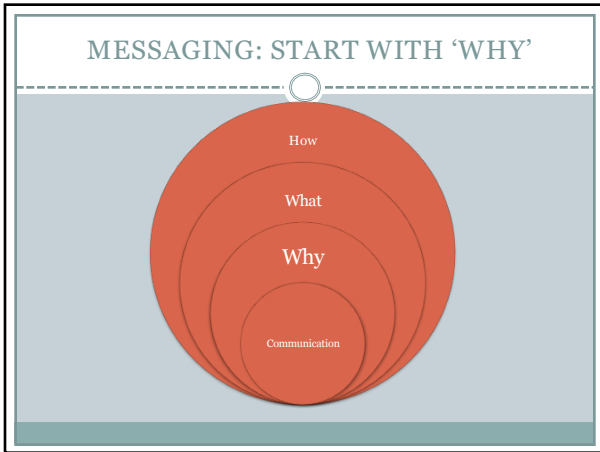 MESSAGING: START WITH ‘WHY’
How
What
Why
Communication